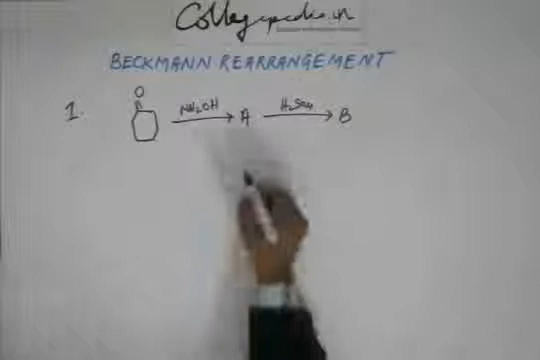 Collegepedia.in
BECKMANN REARRANGEMENT
O
1. NH2OH A H2SO4 B